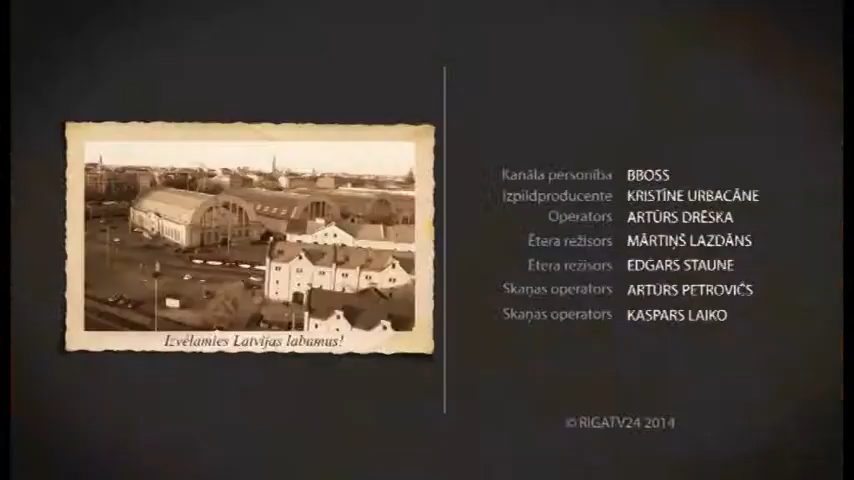 Izvēlamies Latvijas labumus!
Kanāla personība BBOSS
Izpildproducente KRISTĪNE URBACĀNE
Operators ARTŪRS DRĒSKA
Ētera režisors MĀRTIŅŠ LAZDĀNS
Ētera režisors EDGARS STAUNE
Skaņas operators ARTŪRS PETROVIČS
Skaņas operators KASPARS LAIKO
© RIGATV24 2014